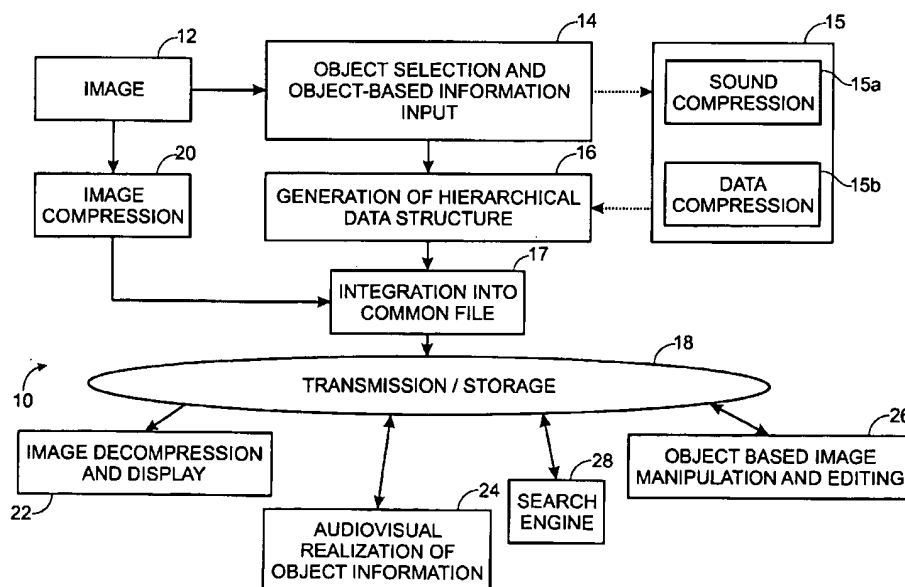 12
IMAGE
14
OBJECT SELECTION AND
OBJECT-BASED INFORMATION
INPUT
15
SOUND
COMPRESSION
15a
DATA
COMPRESSION
15b
20
IMAGE
COMPRESSION
16
GENERATION OF HIERARCHICAL
DATA STRUCTURE
17
INTEGRATION INTO
COMMON FILE
18
TRANSMISSION / STORAGE
10
IMAGE DECOMPRESSION
AND DISPLAY
22
24
AUDIOVISUAL
REALIZATION OF
OBJECT INFORMATION
28
SEARCH
ENGINE
26
OBJECT BASED IMAGE
MANIPULATION AND EDITING